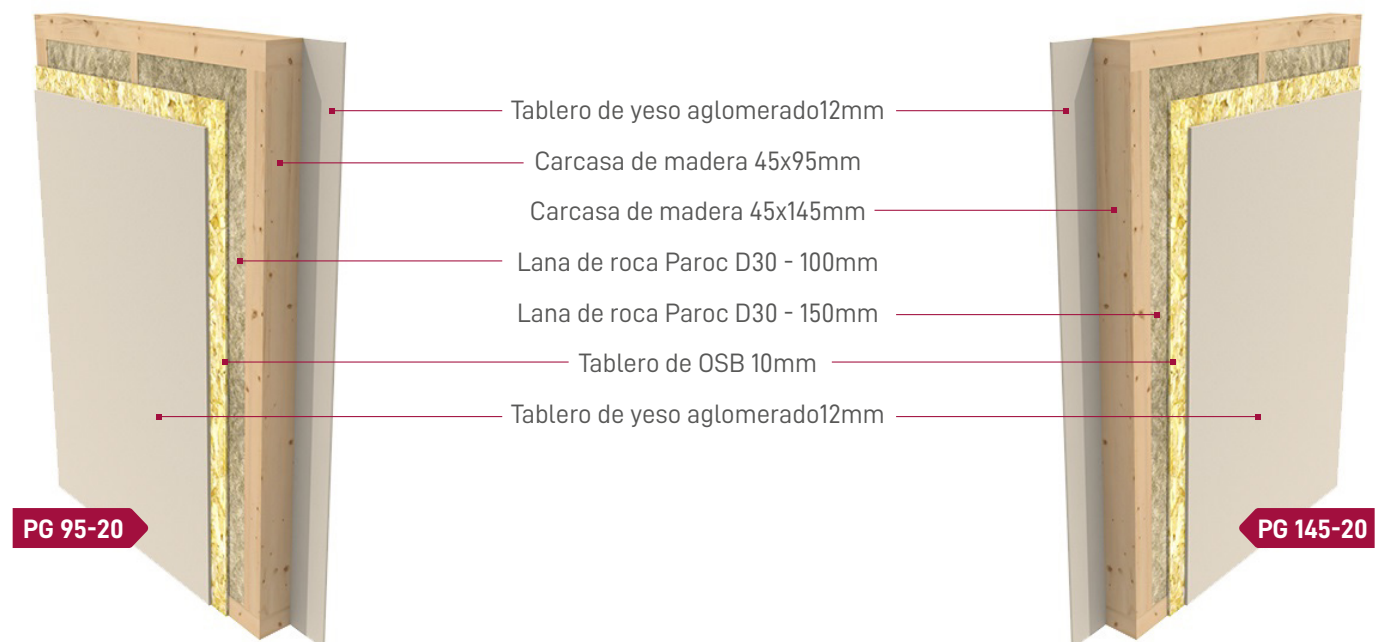 Tablero de yeso aglomerado12mm
Carcasa de madera 45x95mm
Carcasa de madera 45x145mm
Lana de roca Paroc D30 - 100mm
Lana de roca Paroc D30 - 150mm
Tablero de OSB 10mm
Tablero de yeso aglomerado12mm
PG 95-20
PG 145-20